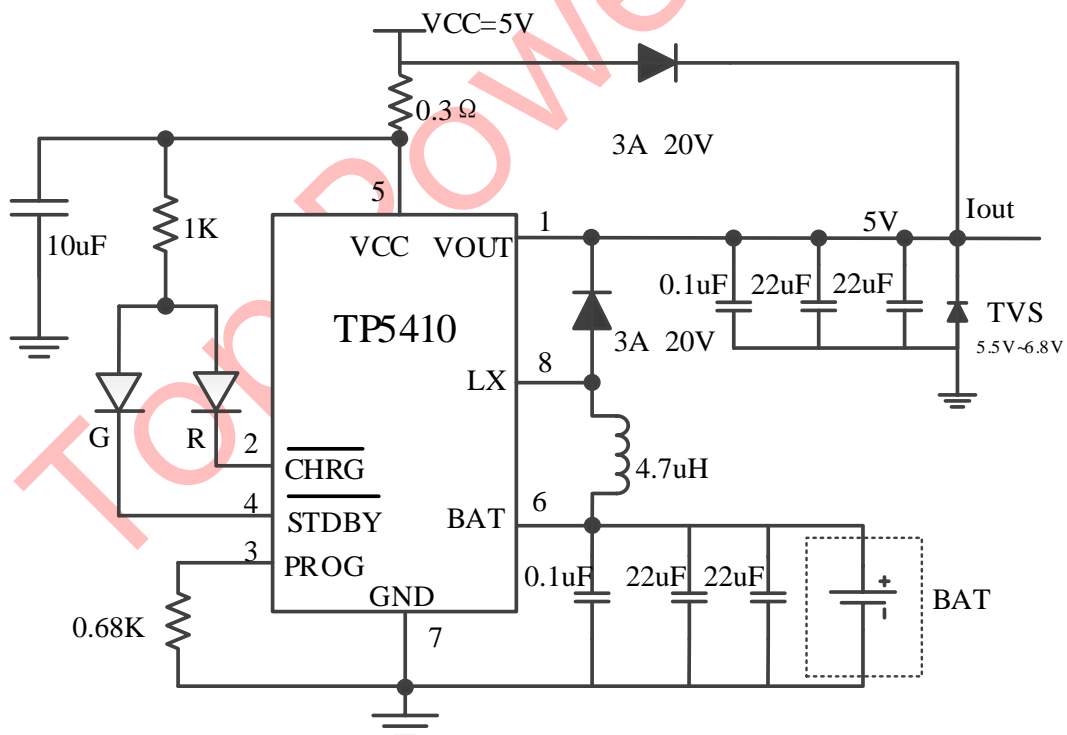 VCC=5V
0.3Ω
3A 20V
5
1
Iout
5V
10uF
1K
VCC
VOUT
0.1uF
22uF
22uF
TP5410
TVS
5.5V~6.8V
3A 20V
8
LX
G
R
2
CHRG
4.7uH
4
STDBY
BAT
6
3
PROG
0.1uF
22uF
22uF
+
BAT
GND
0.68K
7